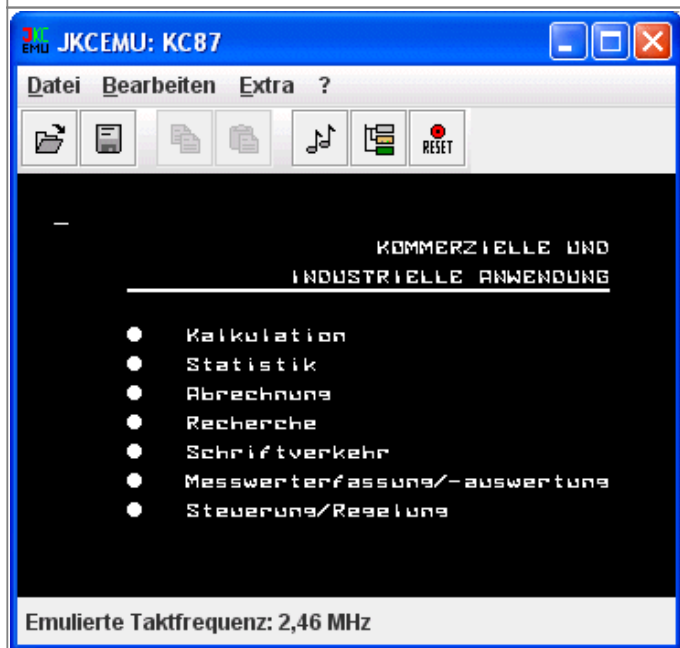 JKC EMU JKCEMU: KC87
Datei Bearbeiten Extra ?
RESET
KOMMERZIELLE UND
INDUSTRIELLE ANWENDUNG
Kalkulation
Statistik
Abrechnung
Recherche
Schriftverkehr
Messwerterfassung/-auswertung
Steuerung/Regelung
Emulierte Taktfrequenz: 2,46 MHz